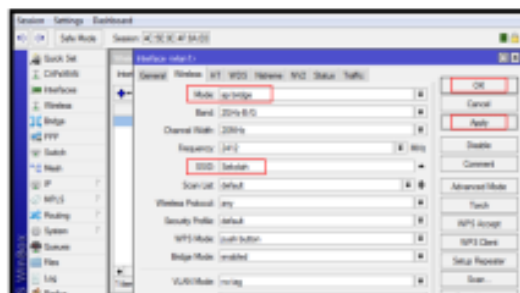 Session Settings Dashboard
Safe Mode Session:
Quick Set
CAPsMAN
Interfaces
Wireless
Bridge
PPP
Switch
Mesh
IP
MPLS
Routing
System
Queues
Files
Log
WinBox
Interface <wlan1>
General Wireless HT WDS Nstreme NV2 Status Traffic
Mode: ap bridge
Band: 2GHz-B/G
Channel Width: 20MHz
Frequency: 2412 MHz
SSID: Sekolah
Scan List: default
Wireless Protocol: any
Security Profile: default
WPS Mode: push button
Bridge Mode: enabled
VLAN Mode: no tag
OK
Cancel
Apply
Disable
Comment
Advanced Mode
Torch
WPS Accept
WPS Client
Setup Repeater
Scan...